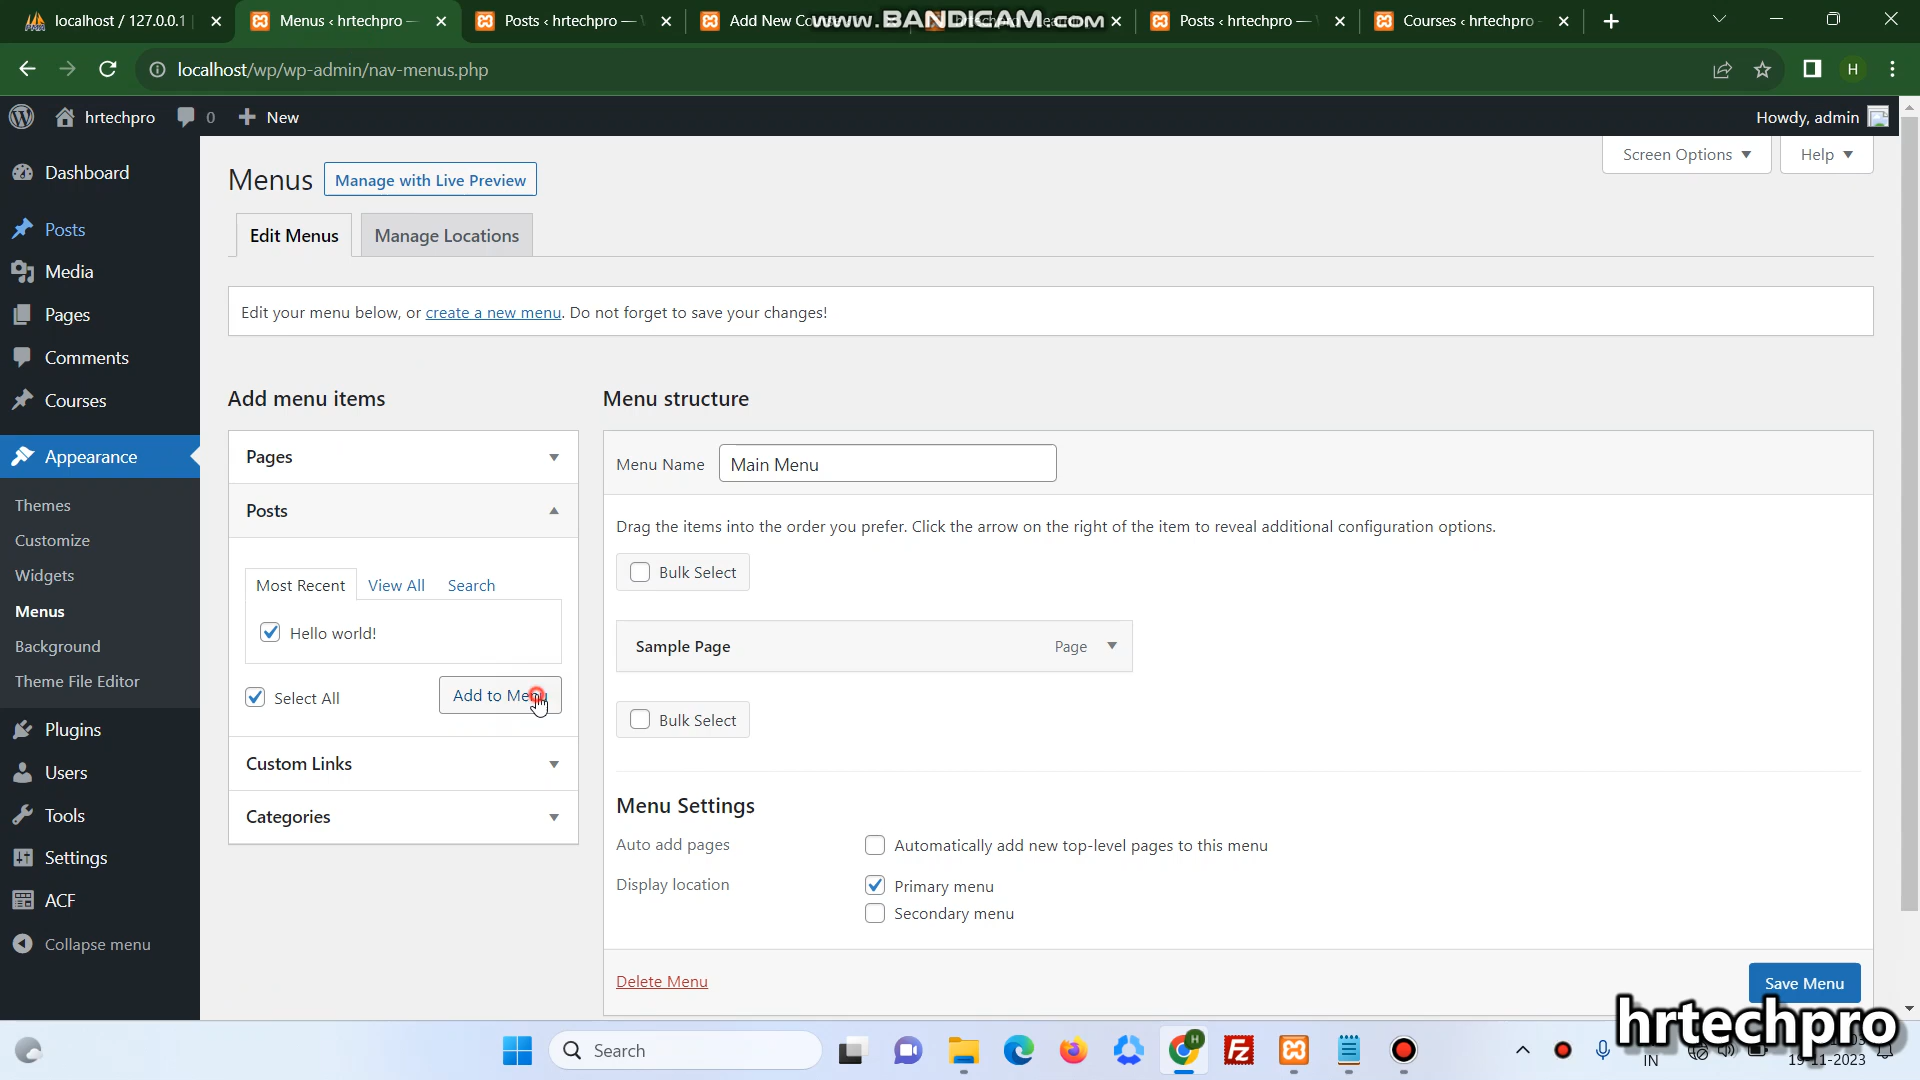 localhost / 127.0.0.1
Menus ‹ hrtechpro —
Posts ‹ hrtechpro —
Add New Co
www.BANDICAM.com
Posts ‹ hrtechpro —
Courses ‹ hrtechpro
localhost/wp/wp-admin/nav-menus.php
H
hrtechpro
0
New
Howdy, admin
Dashboard
Posts
Media
Pages
Comments
Courses
Appearance
Themes
Customize
Widgets
Menus
Background
Theme File Editor
Plugins
Users
Tools
Settings
ACF
Collapse menu
Screen Options
Help
Menus
Manage with Live Preview
Edit Menus
Manage Locations
Edit your menu below, or create a new menu. Do not forget to save your changes!
Add menu items
Pages
Posts
Most Recent
View All
Search
Hello world!
Select All
Add to Menu
Custom Links
Categories
Menu structure
Menu Name
Main Menu
Drag the items into the order you prefer. Click the arrow on the right of the item to reveal additional configuration options.
Bulk Select
Sample Page
Page
Bulk Select
Menu Settings
Auto add pages
Automatically add new top-level pages to this menu
Display location
Primary menu
Secondary menu
Delete Menu
Save Menu
hrtechpro
Search
H
IN
19-11-2023